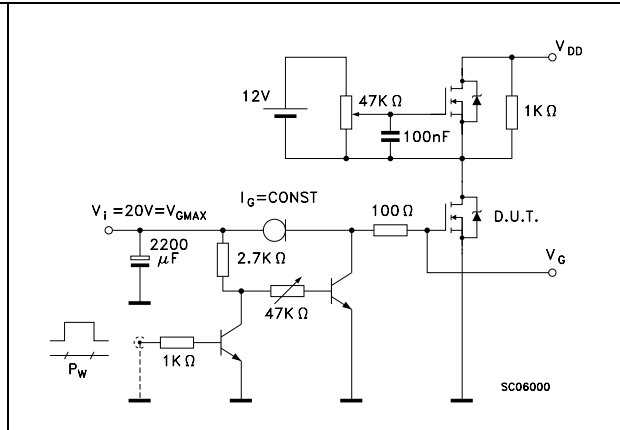 V_DD
12V
47K Ω
1K Ω
100nF
I_G=CONST
V_i =20V=V_GMAX
100 Ω
D.U.T.
2200
μF
2.7K Ω
V_G
47K Ω
1K Ω
P_W
SC06000